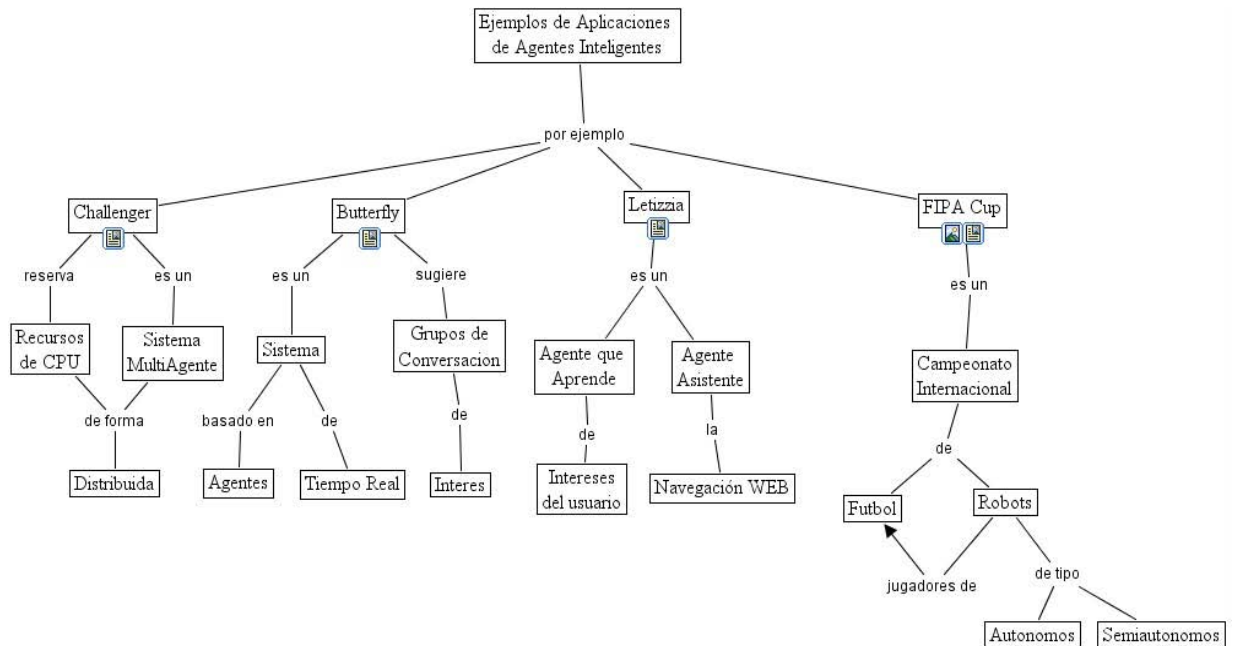 Ejemplos de Aplicaciones
de Agentes Inteligentes
por ejemplo
Challenger
Butterfly
Letizzia
FIPA Cup
reserva
es un
es un
sugiere
es un
es un
Recursos
de CPU
Sistema
MultiAgente
Sistema
Grupos de
Conversacion
Agente que
Aprende
Agente
Asistente
Campeonato
Internacional
de forma
basado en
de
de
de
la
de
Distribuida
Agentes
Tiempo Real
Interes
Intereses
del usuario
Navegación WEB
Futbol
Robots
jugadores de
de tipo
Autonomos
Semiautonomos